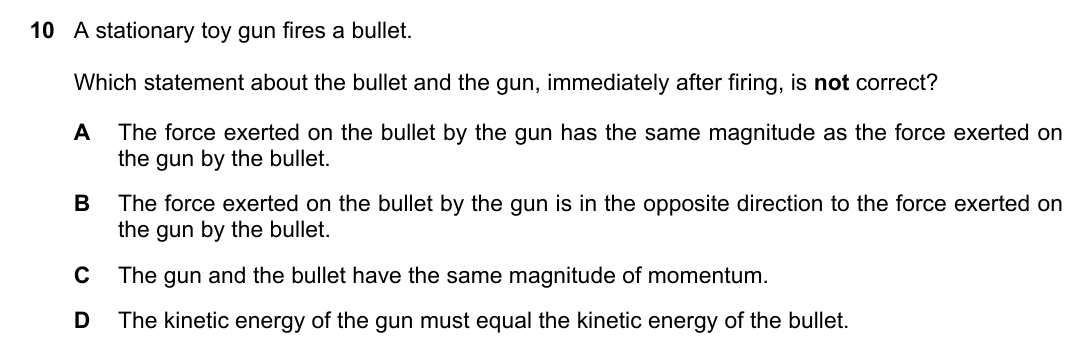 10 A stationary toy gun fires a bullet.
Which statement about the bullet and the gun, immediately after firing, is not correct?
A The force exerted on the bullet by the gun has the same magnitude as the force exerted on
the gun by the bullet.
B The force exerted on the bullet by the gun is in the opposite direction to the force exerted on
the gun by the bullet.
C The gun and the bullet have the same magnitude of momentum.
D The kinetic energy of the gun must equal the kinetic energy of the bullet.